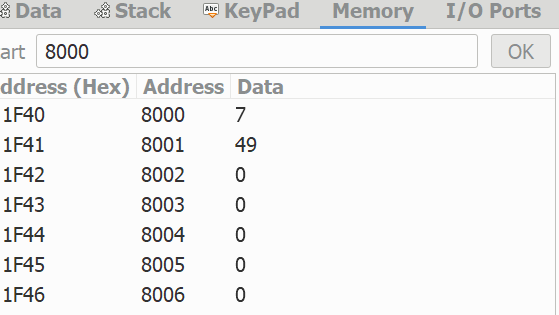 Data Stack KeyPad Memory I/O Ports
art 8000 OK
ddress (Hex) Address Data
1F40 8000 7
1F41 8001 49
1F42 8002 0
1F43 8003 0
1F44 8004 0
1F45 8005 0
1F46 8006 0